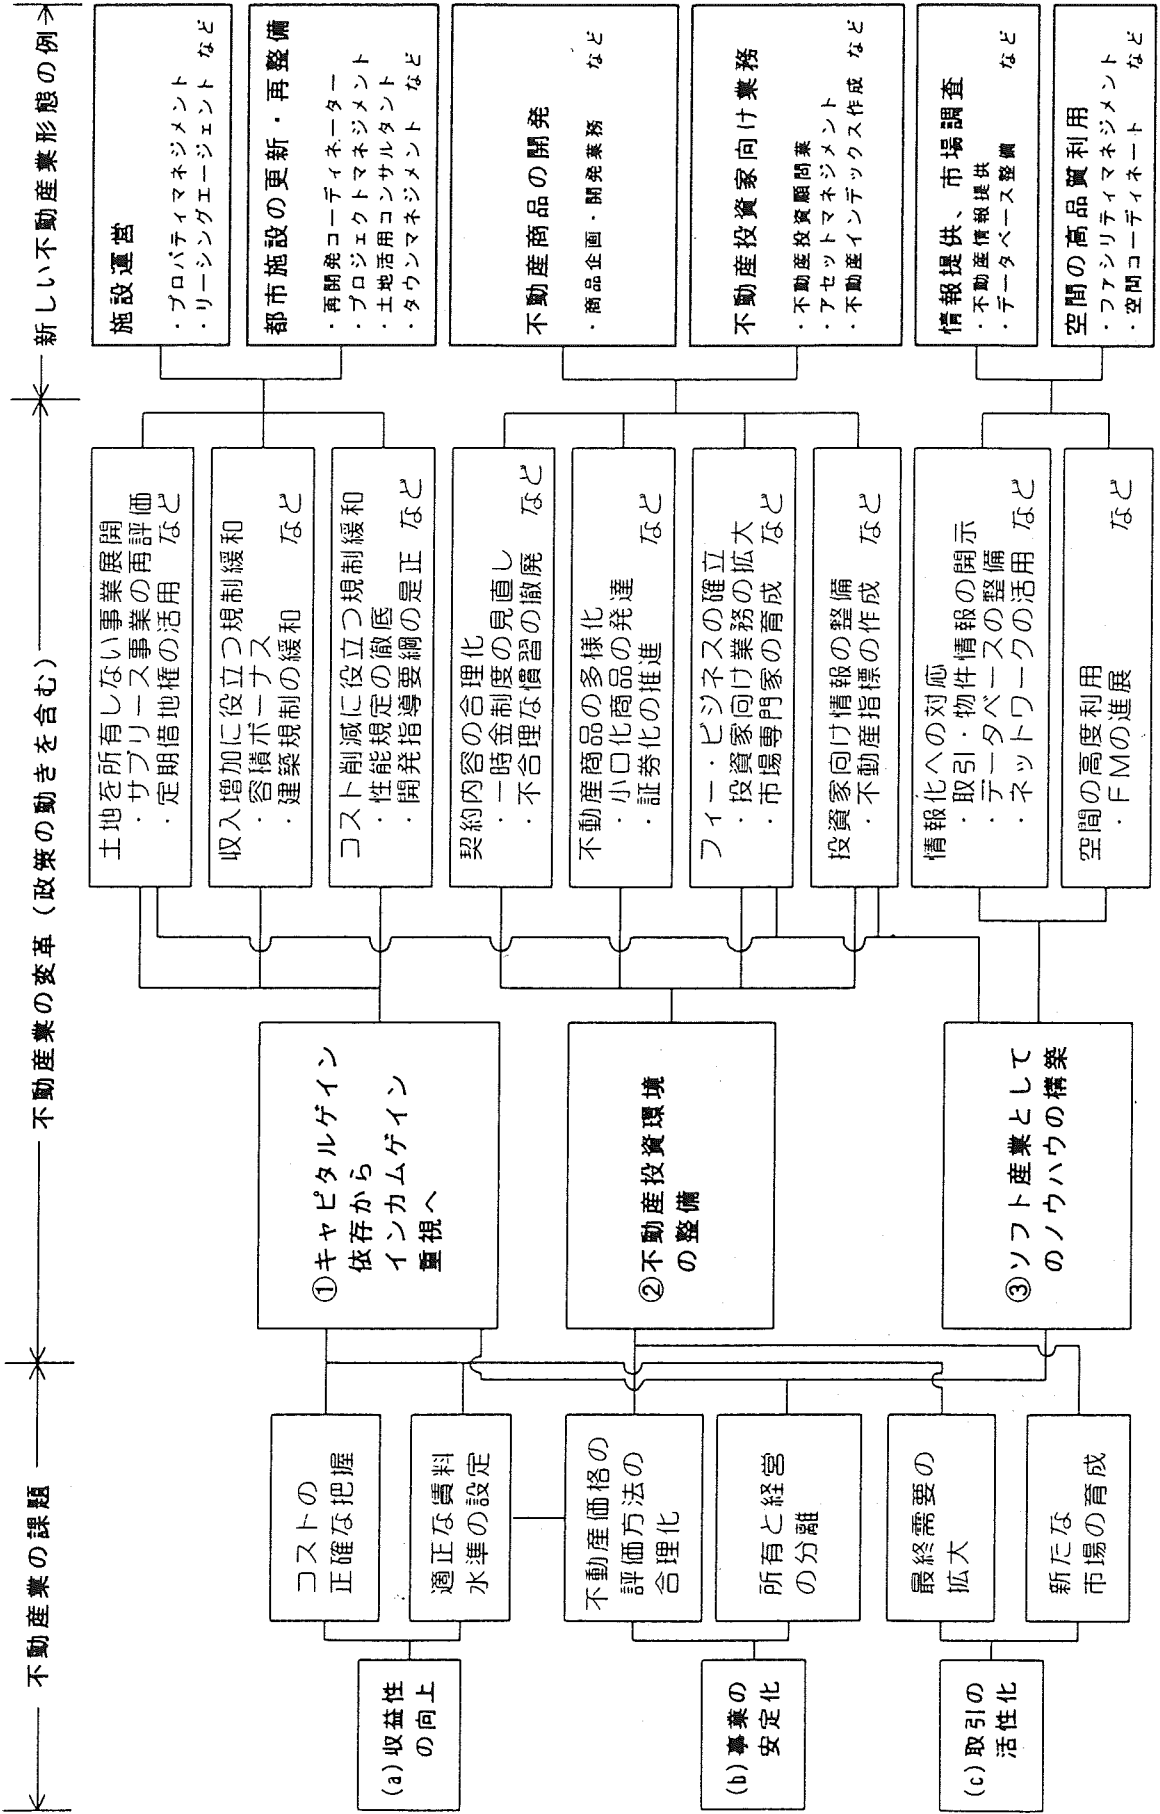 不動産業の課題
不動産業の変革（政策の動きを含む）
新しい不動産業形態の例
(a)収益性
の向上
(b)事業の
安定化
(c)取引の
活性化
コストの
正確な把握
適正な賃料
水準の設定
不動産価格の
評価方法の
合理化
所有と経営
の分離
最終需要の
拡大
新たな
市場の育成
①キャピタルゲイン
依存から
インカムゲイン
重視へ
②不動産投資環境
の整備
③ソフト産業として
のノウハウの構築
土地を所有しない事業展開
・サブリース事業の再評価
・定期借地権の活用 など
収入増加に役立つ規制緩和
・容積ボーナス
・建築規制の緩和 など
コスト削減に役立つ規制緩和
・性能規定の徹底
・開発指導要綱の是正 など
契約内容の合理化
・一時金制度の見直し
・不合理な慣習の撤廃 など
不動産商品の多様化
・小口化商品の発達
・証券化の推進 など
フィー・ビジネスの確立
・投資家向け業務の拡大
・市場専門家の育成 など
投資家向け情報の整備
・不動産指標の作成 など
情報化への対応
・取引・物件情報の開示
・データベースの整備
・ネットワークの活用 など
空間の高度利用
・ＦＭの進展 など
施設運営
・プロパティマネジメント
・リーシングエージェント など
都市施設の更新・再整備
・再開発コーディネーター
・プロジェクトマネジメント
・土地活用コンサルタント
・タウンマネジメント など
不動産商品の開発
・商品企画・開発業務 など
不動産投資家向け業務
・不動産投資顧問業
・アセットマネジメント
・不動産インデックス作成 など
情報提供、市場調査
・不動産情報提供
・データベース整備 など
空間の高品質利用
・ファシリティマネジメント
・空間コーディネート など